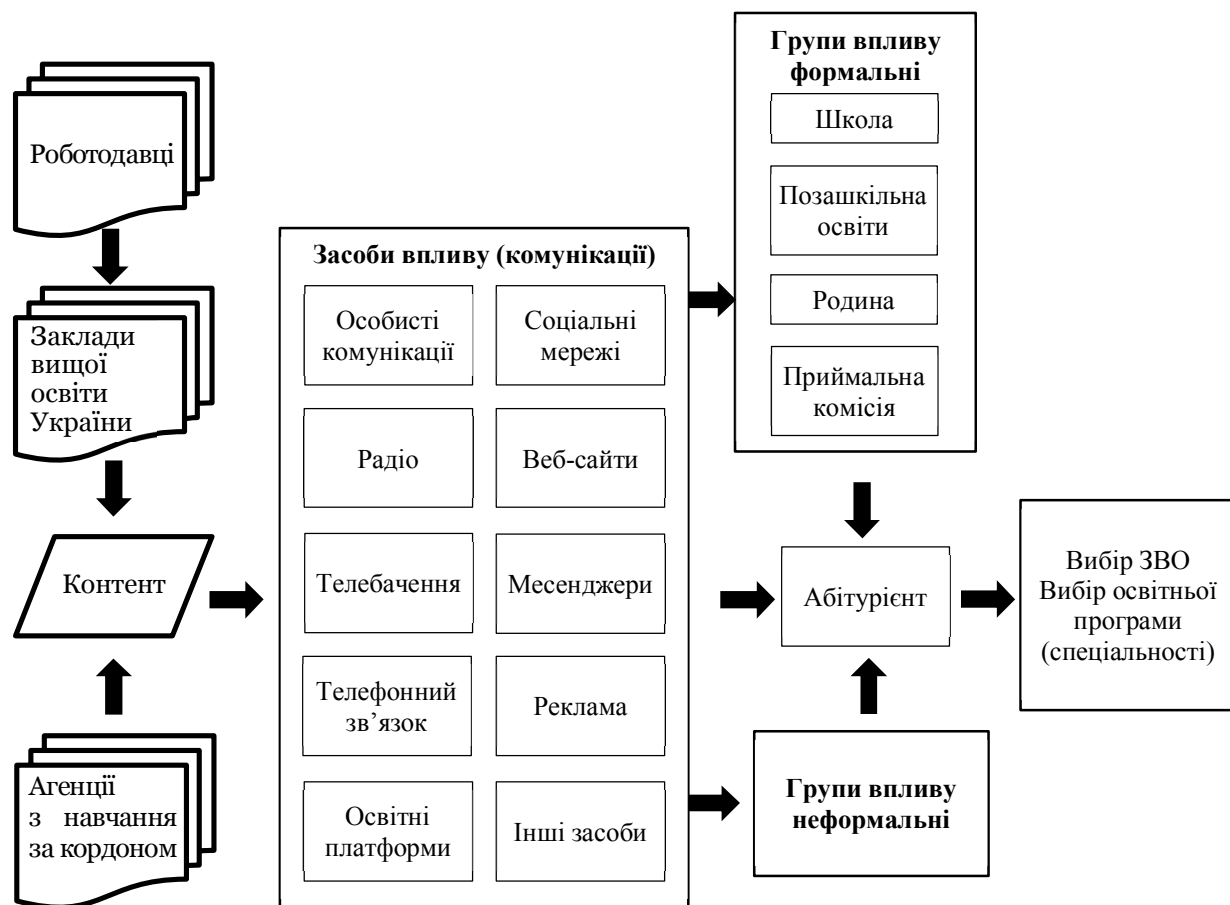 Роботодавці
Заклади
вищої
освіти
України
Контент
Агенції
з навчання
за кордоном
Засоби впливу (комунікації)
Особисті
комунікації
Соціальні
мережі
Радіо
Веб-сайти
Телебачення
Месенджери
Телефонний
зв’язок
Реклама
Освітні
платформи
Інші засоби
Групи впливу
формальні
Школа
Позашкільна
освіти
Родина
Приймальна
комісія
Абітурієнт
Групи впливу
неформальні
Вибір ЗВО
Вибір освітньої
програми
(спеціальності)